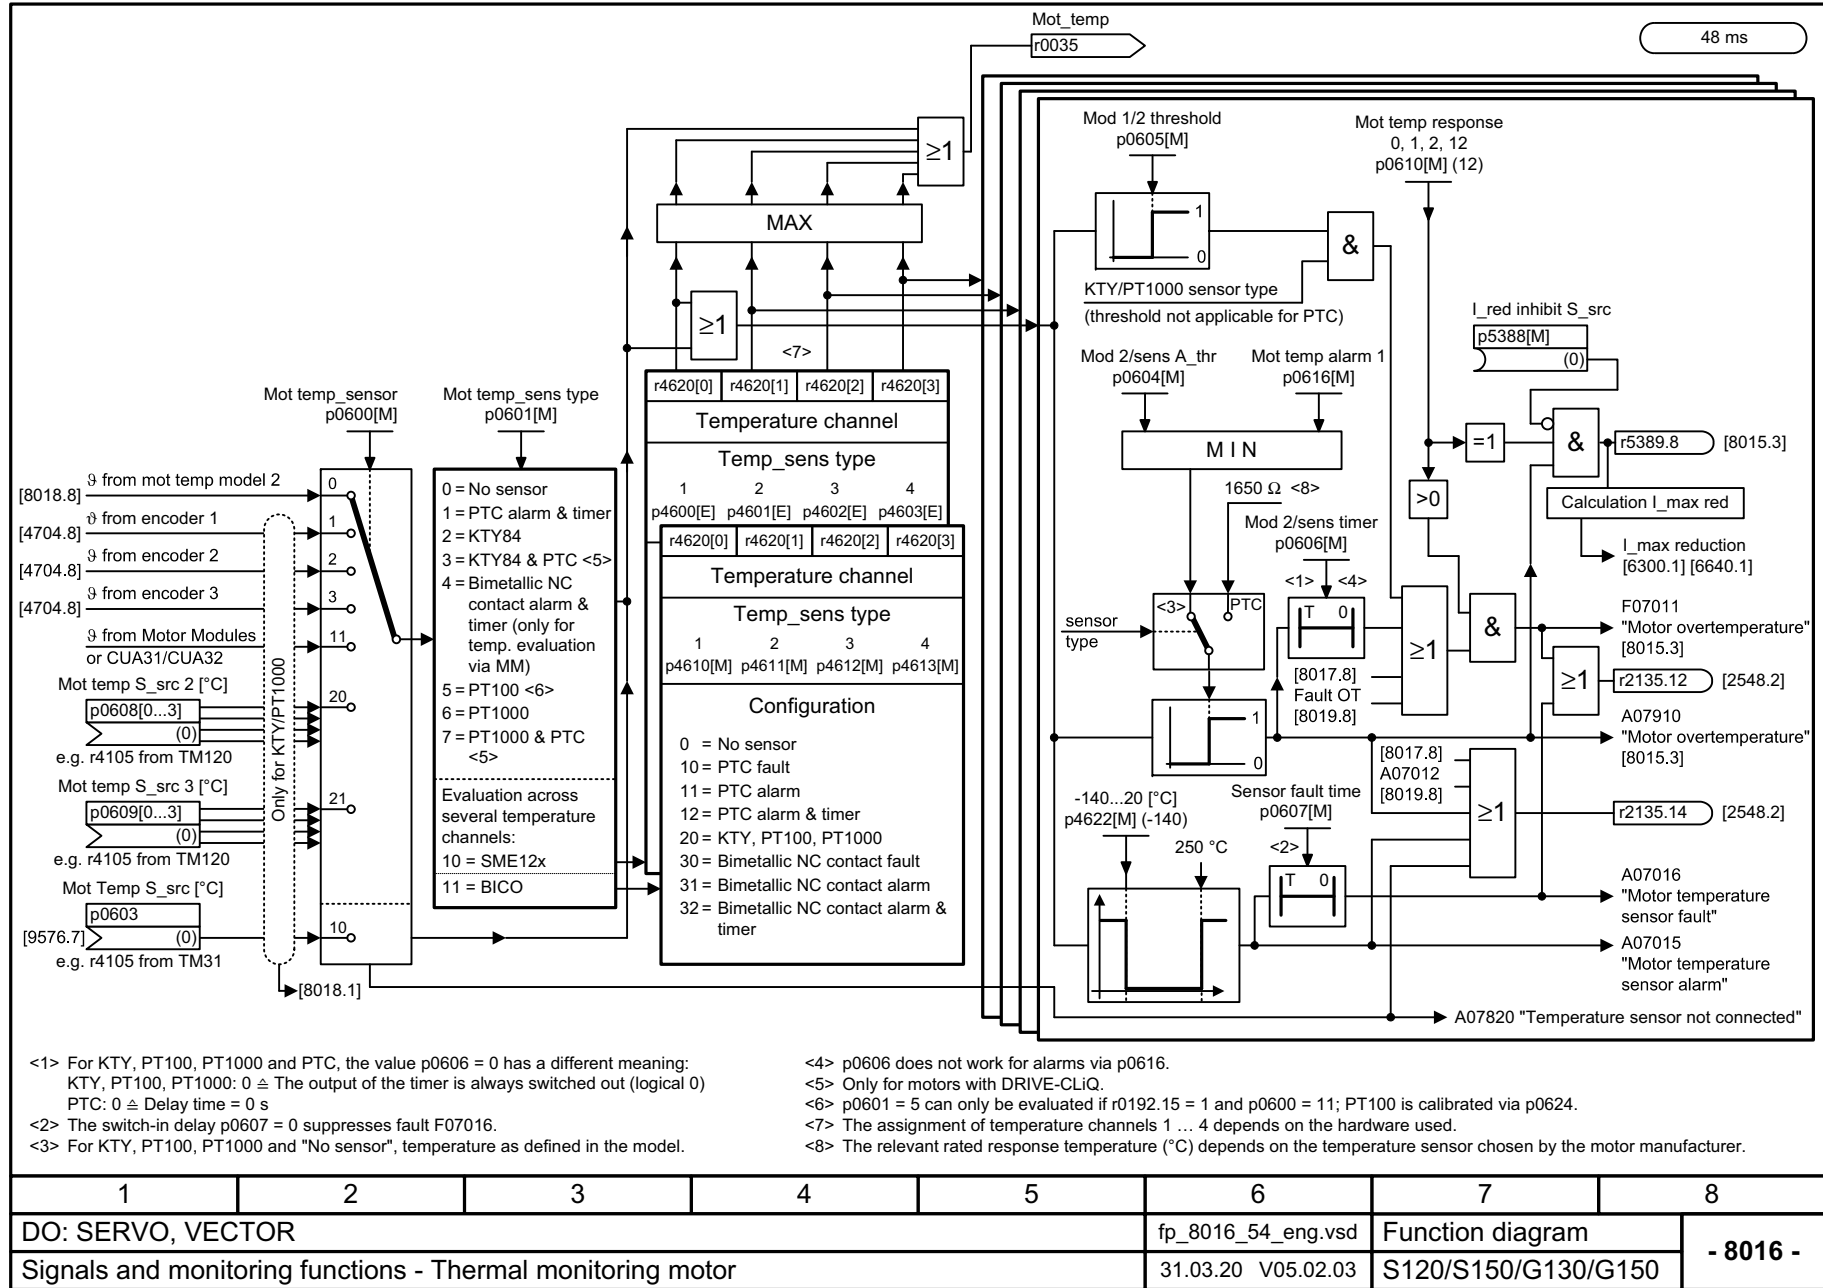 Mot_temp
r0035
48 ms
Mod 1/2 threshold
p0605[M]
Mot temp response
0, 1, 2, 12
p0610[M] (12)
≥1
MAX
1
0
&
KTY/PT1000 sensor type
(threshold not applicable for PTC)
≥1
<7>
I_red inhibit S_src
p5388[M]
(0)
Mod 2/sens A_thr
p0604[M]
Mot temp alarm 1
p0616[M]
M I N
=1
&
r5389.8
[8015.3]
>0
Calculation I_max red
I_max reduction
[6300.1] [6640.1]
1650 Ω <8>
Mod 2/sens timer
p0606[M]
<1> <4>
T 0
<3>
PTC
sensor
type
[8017.8]
Fault OT
[8019.8]
≥1
&
F07011
"Motor overtemperature"
[8015.3]
≥1
r2135.12
[2548.2]
1
0
A07910
"Motor overtemperature"
[8015.3]
[8017.8]
A07012
[8019.8]
≥1
r2135.14
[2548.2]
-140...20 [°C]
p4622[M] (-140)
250 °C
Sensor fault time
p0607[M]
<2>
T 0
A07016
"Motor temperature
sensor fault"
A07015
"Motor temperature
sensor alarm"
A07820 "Temperature sensor not connected"
Mot temp_sensor
p0600[M]
Mot temp_sens type
p0601[M]
[8018.8]
ϑ from mot temp model 2
0
[4704.8]
ϑ from encoder 1
1
[4704.8]
ϑ from encoder 2
2
[4704.8]
ϑ from encoder 3
3
ϑ from Motor Modules
or CUA31/CUA32
11
Mot temp S_src 2 [°C]
p0608[0...3]
(0)
e.g. r4105 from TM120
20
Mot temp S_src 3 [°C]
p0609[0...3]
(0)
e.g. r4105 from TM120
21
Mot Temp S_src [°C]
p0603
[9576.7]
(0)
e.g. r4105 from TM31
10
Only for KTY/PT1000
[8018.1]
0 = No sensor
1 = PTC alarm & timer
2 = KTY84
3 = KTY84 & PTC <5>
4 = Bimetallic NC
contact alarm &
timer (only for
temp. evaluation
via MM)
5 = PT100 <6>
6 = PT1000
7 = PT1000 & PTC
<5>
Evaluation across
several temperature
channels:
10 = SME12x
11 = BICO
r4620[0] r4620[1] r4620[2] r4620[3]
Temperature channel
Temp_sens type
1 2 3 4
p4600[E] p4601[E] p4602[E] p4603[E]
r4620[0] r4620[1] r4620[2] r4620[3]
Temperature channel
Temp_sens type
1 2 3 4
p4610[M] p4611[M] p4612[M] p4613[M]
Configuration
0 = No sensor
10 = PTC fault
11 = PTC alarm
12 = PTC alarm & timer
20 = KTY, PT100, PT1000
30 = Bimetallic NC contact fault
31 = Bimetallic NC contact alarm
32 = Bimetallic NC contact alarm &
timer
<1> For KTY, PT100, PT1000 and PTC, the value p0606 = 0 has a different meaning:
KTY, PT100, PT1000: 0 ≙ The output of the timer is always switched out (logical 0)
PTC: 0 ≙ Delay time = 0 s
<2> The switch-in delay p0607 = 0 suppresses fault F07016.
<3> For KTY, PT100, PT1000 and "No sensor", temperature as defined in the model.
<4> p0606 does not work for alarms via p0616.
<5> Only for motors with DRIVE-CLiQ.
<6> p0601 = 5 can only be evaluated if r0192.15 = 1 and p0600 = 11; PT100 is calibrated via p0624.
<7> The assignment of temperature channels 1 … 4 depends on the hardware used.
<8> The relevant rated response temperature (°C) depends on the temperature sensor chosen by the motor manufacturer.
1 2 3 4 5 6 7 8
DO: SERVO, VECTOR
fp_8016_54_eng.vsd
Function diagram
- 8016 -
Signals and monitoring functions - Thermal monitoring motor
31.03.20 V05.02.03
S120/S150/G130/G150